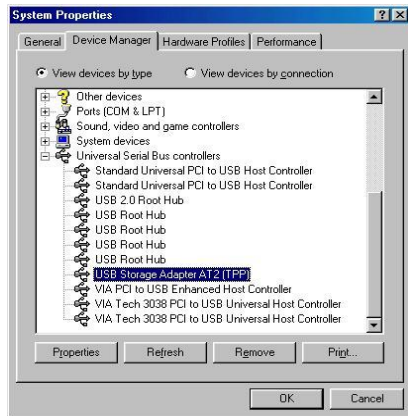 System Properties
General Device Manager Hardware Profiles Performance
View devices by type View devices by connection
Other devices
Ports (COM & LPT)
Sound, video and game controllers
System devices
Universal Serial Bus controllers
Standard Universal PCI to USB Host Controller
Standard Universal PCI to USB Host Controller
USB 2.0 Root Hub
USB Root Hub
USB Root Hub
USB Root Hub
USB Root Hub
USB Storage Adapter AT2 (TPP)
VIA PCI to USB Enhanced Host Controller
VIA Tech 3038 PCI to USB Universal Host Controller
VIA Tech 3038 PCI to USB Universal Host Controller
Properties Refresh Remove Print...
OK Cancel